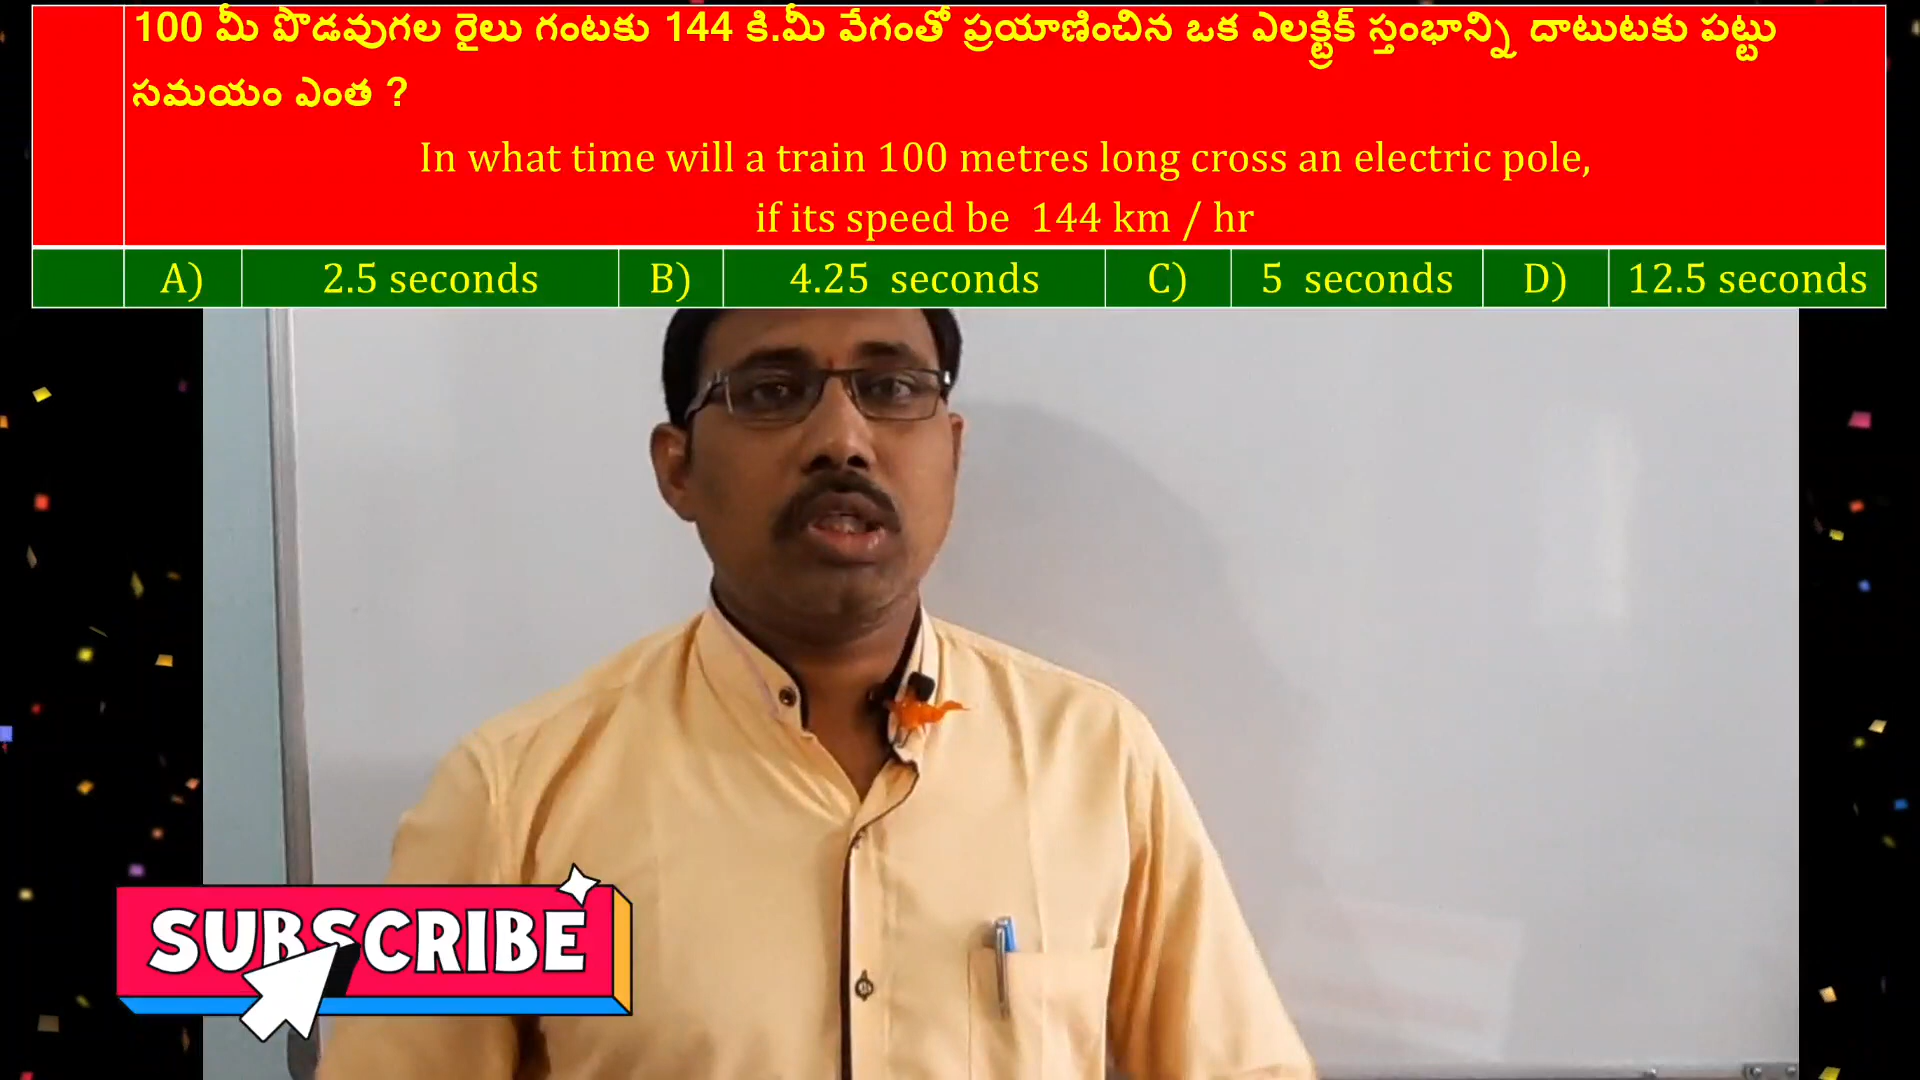 100 మీ పొడవుగల రైలు గంటకు 144 కి.మీ వేగంతో ప్రయాణించిన ఒక ఎలక్ట్రిక్ స్తంభాన్ని దాటుటకు పట్టు
సమయం ఎంత ?
In what time will a train 100 metres long cross an electric pole,
if its speed be 144 km / hr
A) 2.5 seconds B) 4.25 seconds C) 5 seconds D) 12.5 seconds
SUBSCRIBE